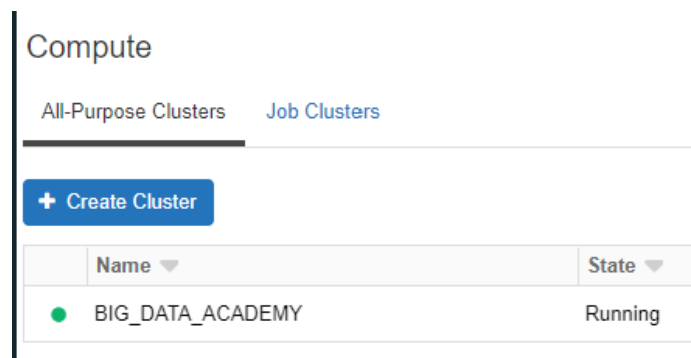 Compute
All-Purpose Clusters Job Clusters
+ Create Cluster
Name State
BIG_DATA_ACADEMY Running